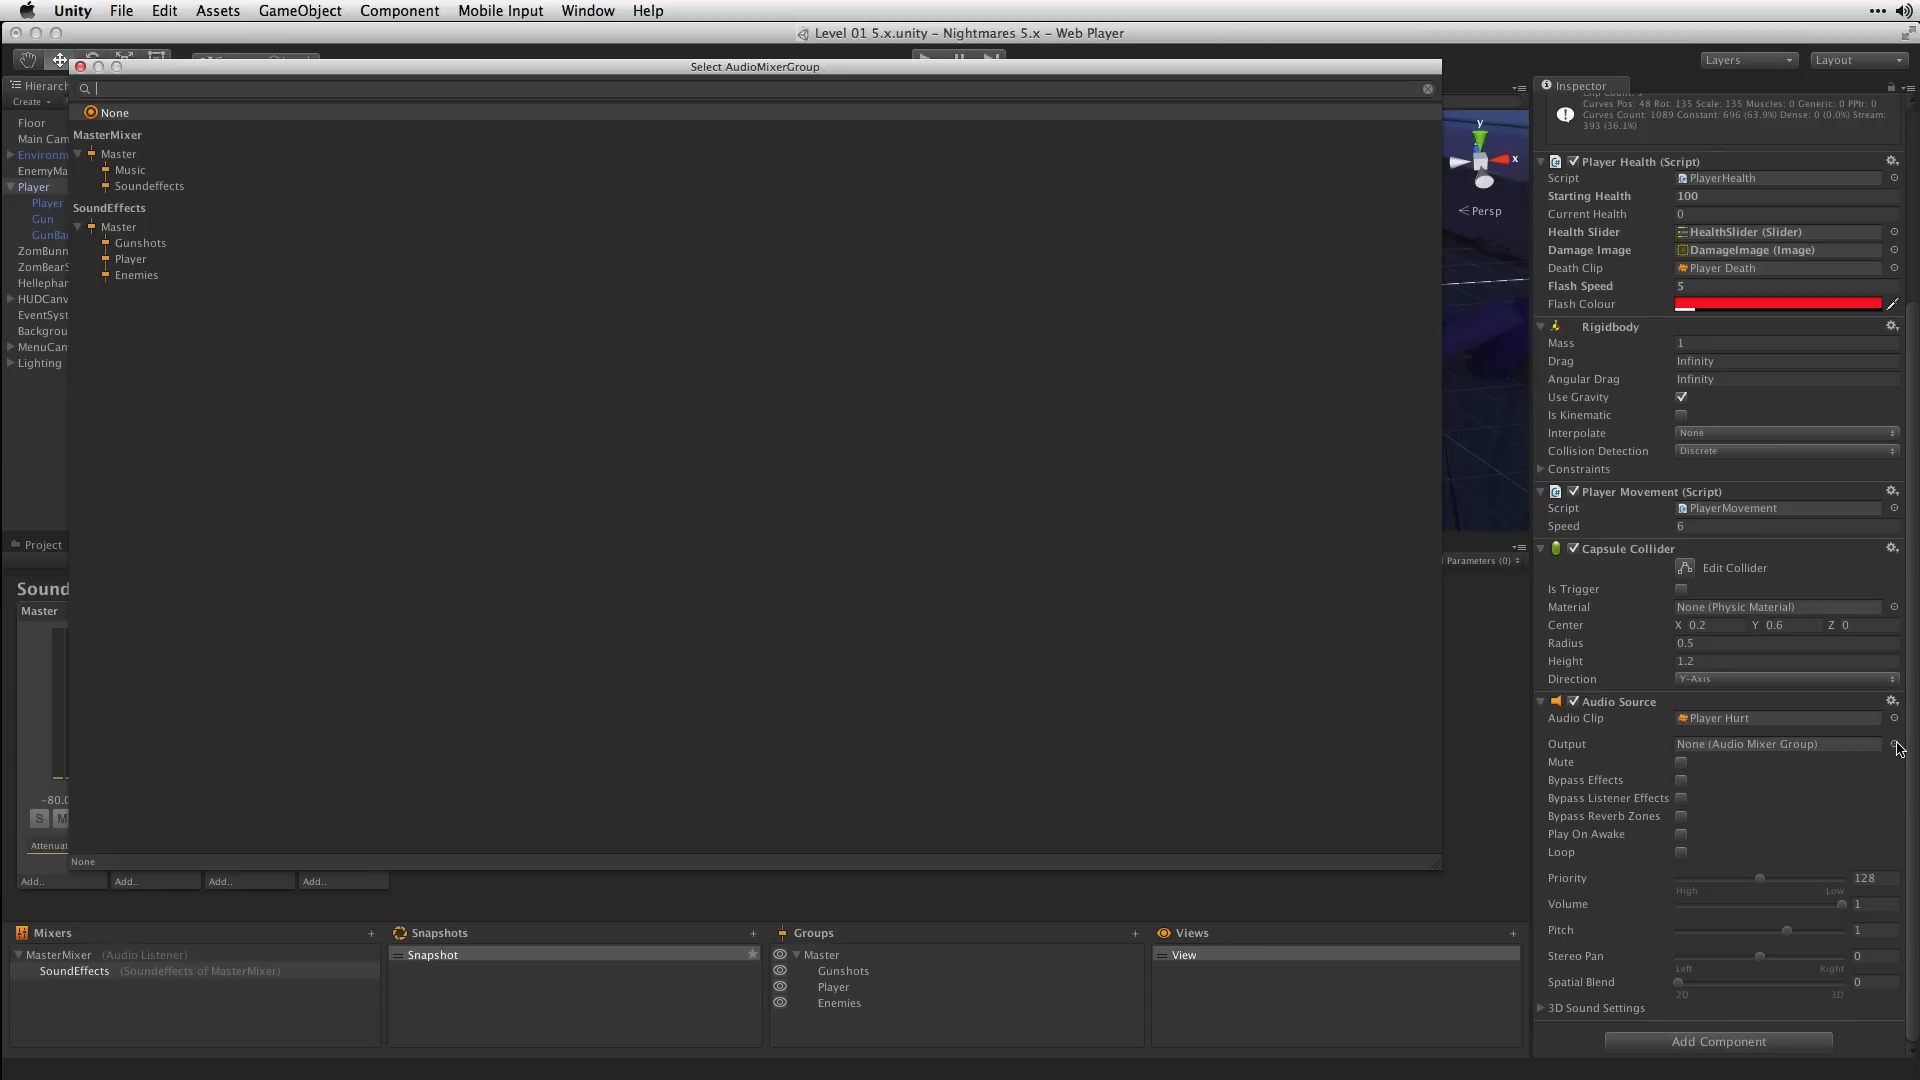 Unity File Edit Assets GameObject Component Mobile Input Window Help
Level 01 5.x.unity – Nightmares 5.x – Web Player
Layers
Layout
Select AudioMixerGroup
Hierarch
Create
Floor
Main Cam
Environm
EnemyMa
Player
Player
Gun
GunBa
ZomBunn
ZomBearS
Hellephan
HUDCanv
EventSyst
Backgrou
MenuCan
Lighting
None
MasterMixer
Master
Music
Soundeffects
SoundEffects
Master
Gunshots
Player
Enemies
None
y
x
Persp
Parameters (0)
Project
Sound
Master
-80.0
S M
Attenuat
Add..
Add..
Add..
Add..
Mixers
MasterMixer (Audio Listener)
SoundEffects (Soundeffects of MasterMixer)
Snapshots
Snapshot
Groups
Master
Gunshots
Player
Enemies
Views
View
Inspector
Curves Pos: 48 Rot: 135 Scale: 135 Muscles: 0 Generic: 0 PPtr: 0
Curves Count: 1089 Constant: 696 (63.9%) Dense: 0 (0.0%) Stream:
393 (36.1%)
Player Health (Script)
Script PlayerHealth
Starting Health 100
Current Health 0
Health Slider HealthSlider (Slider)
Damage Image DamageImage (Image)
Death Clip Player Death
Flash Speed 5
Flash Colour
Rigidbody
Mass 1
Drag Infinity
Angular Drag Infinity
Use Gravity
Is Kinematic
Interpolate None
Collision Detection Discrete
Constraints
Player Movement (Script)
Script PlayerMovement
Speed 6
Capsule Collider
Edit Collider
Is Trigger
Material None (Physic Material)
Center X 0.2 Y 0.6 Z 0
Radius 0.5
Height 1.2
Direction Y-Axis
Audio Source
Audio Clip Player Hurt
Output None (Audio Mixer Group)
Mute
Bypass Effects
Bypass Listener Effects
Bypass Reverb Zones
Play On Awake
Loop
Priority 128
High Low
Volume 1
Pitch 1
Stereo Pan 0
Left Right
Spatial Blend 0
2D 3D
3D Sound Settings
Add Component